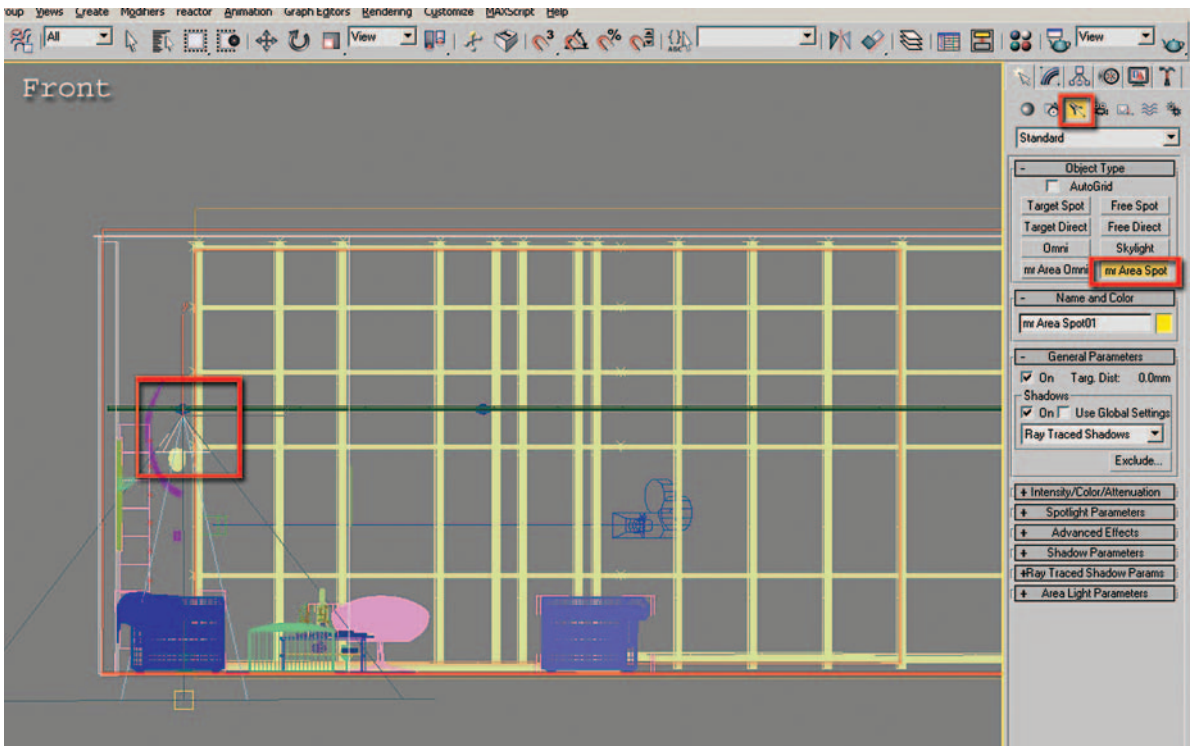 oup Views Create Modifiers reactor Animation Graph Editors Rendering Customize MAXScript Help
All View ABC View
Front
Standard
- Object Type
AutoGrid
Target Spot Free Spot
Target Direct Free Direct
Omni Skylight
mr Area Omni mr Area Spot
- Name and Color
mr Area Spot01
- General Parameters
On Targ. Dist: 0.0mm
Shadows
On Use Global Settings
Ray Traced Shadows
Exclude...
+ Intensity/Color/Attenuation
+ Spotlight Parameters
+ Advanced Effects
+ Shadow Parameters
+Ray Traced Shadow Params
+ Area Light Parameters